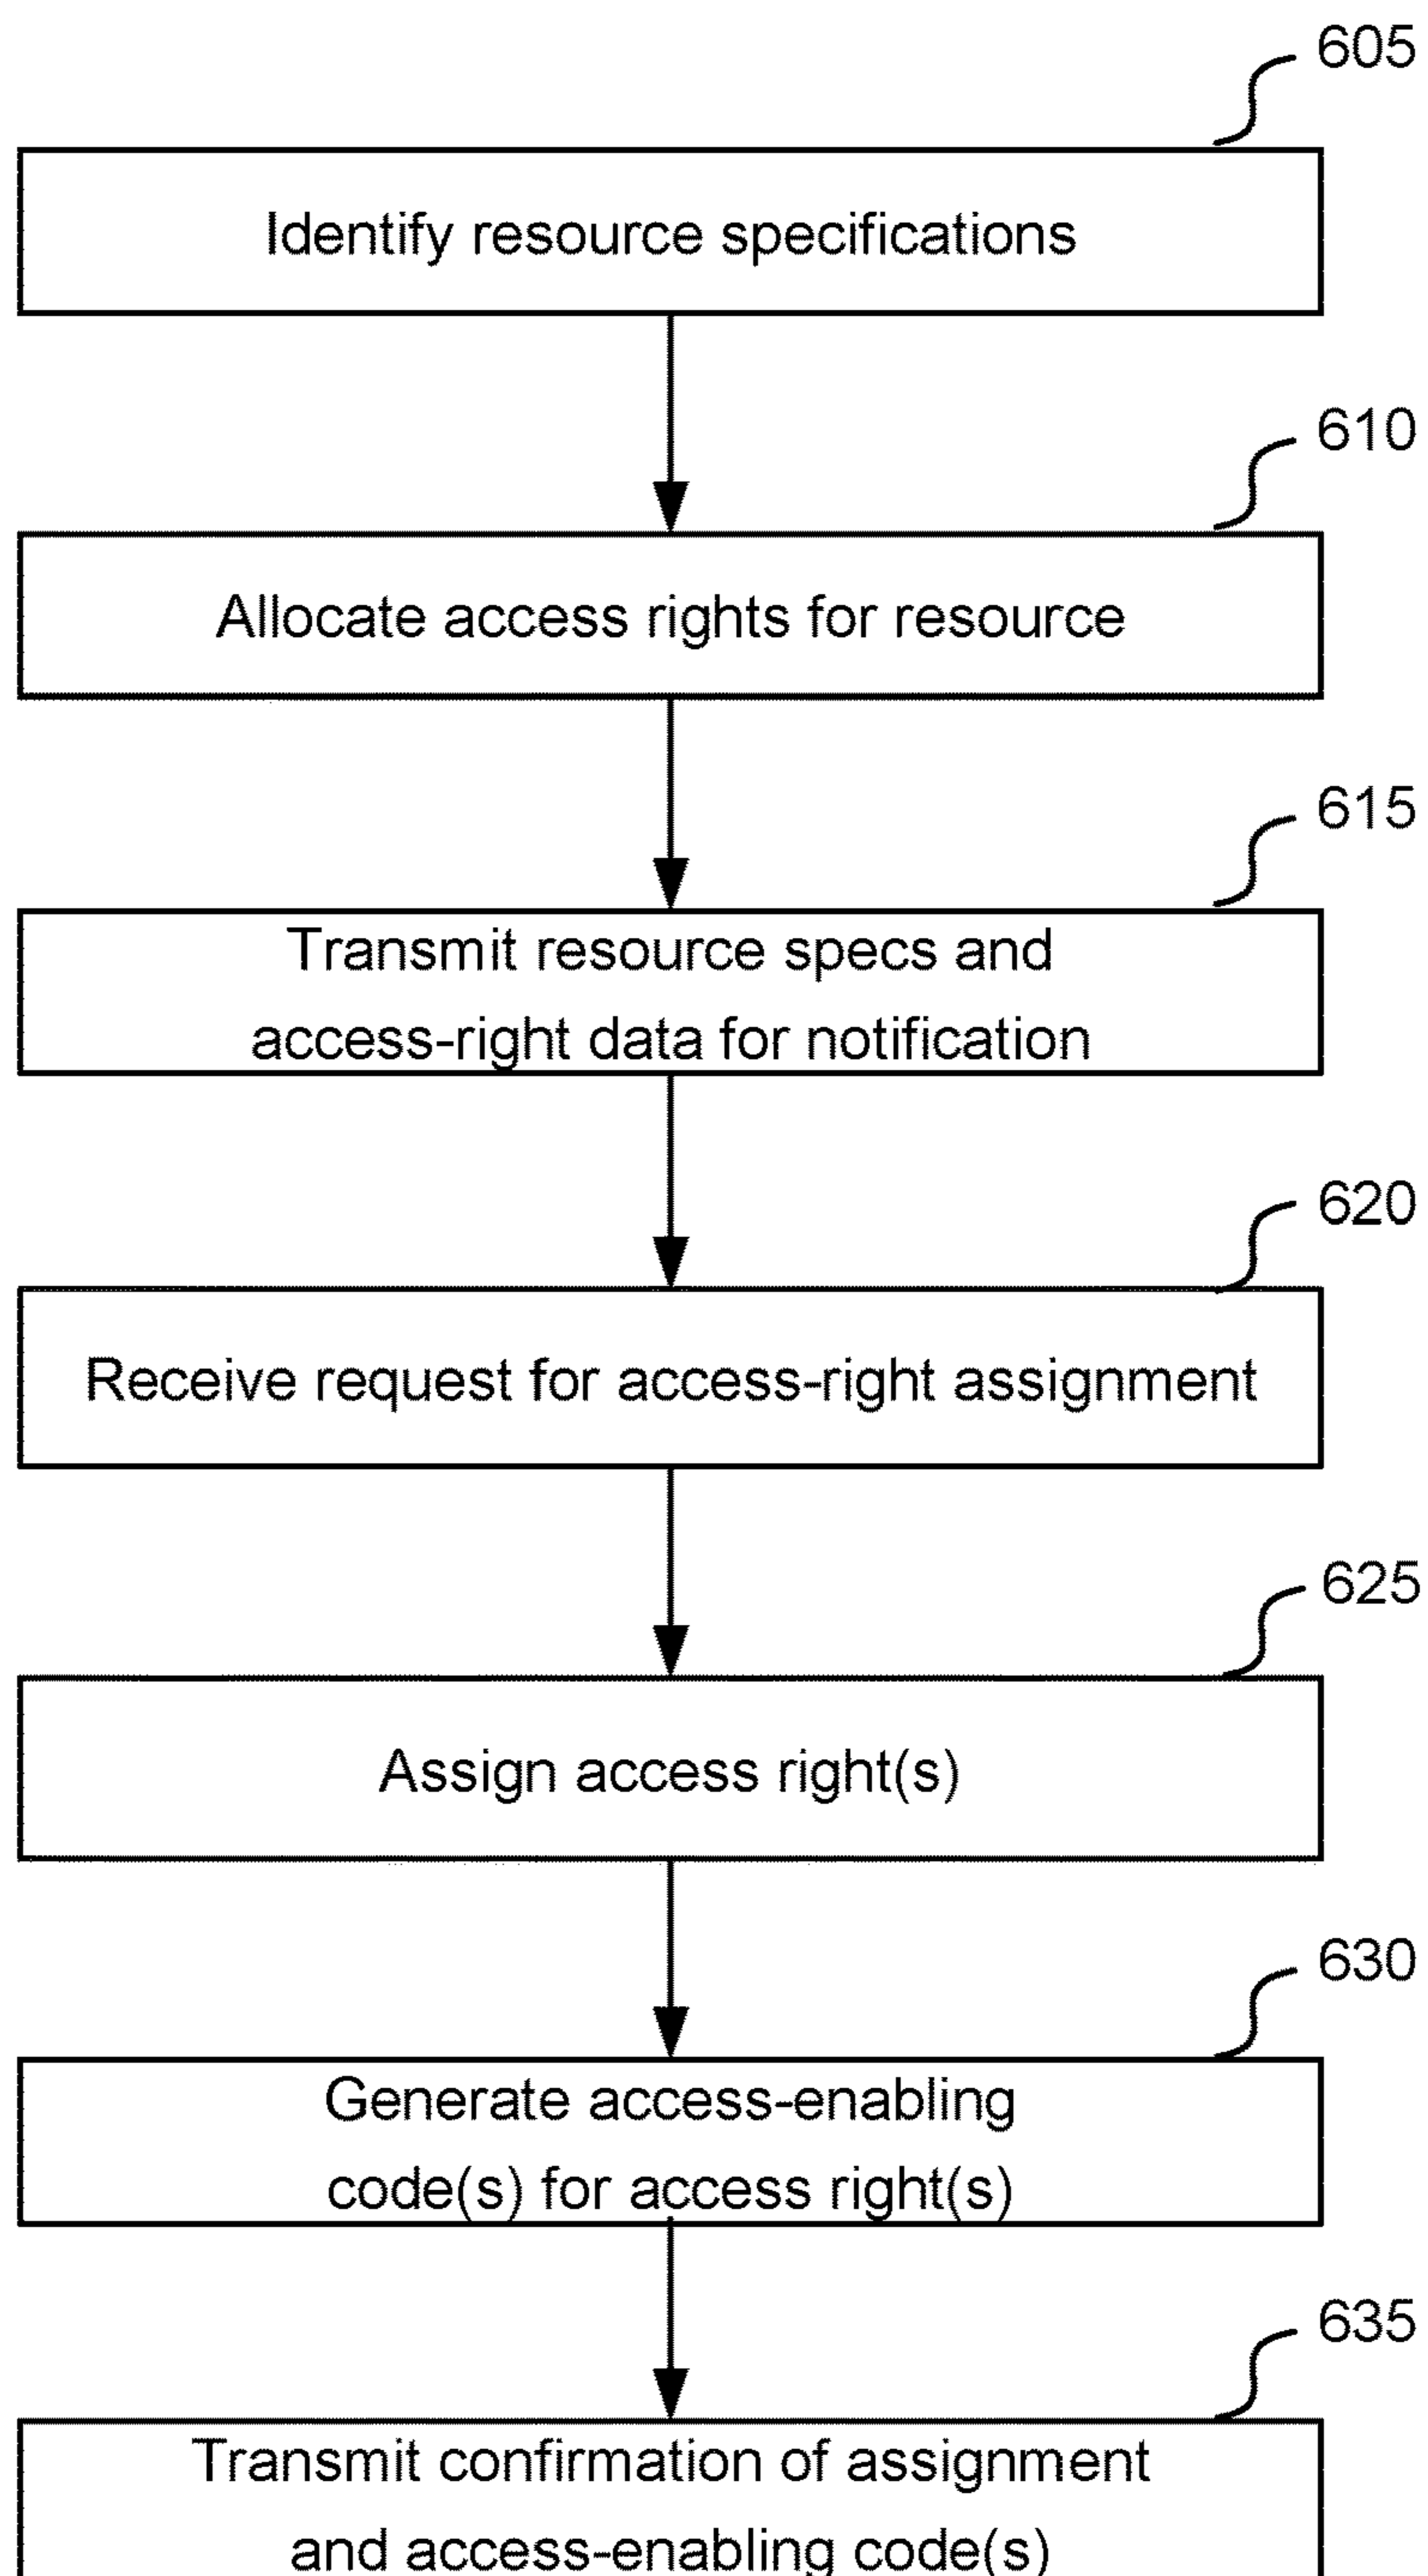 605
Identify resource specifications
610
Allocate access rights for resource
615
Transmit resource specs and
access-right data for notification
620
Receive request for access-right assignment
625
Assign access right(s)
630
Generate access-enabling
code(s) for access right(s)
635
Transmit confirmation of assignment
and access-enabling code(s)